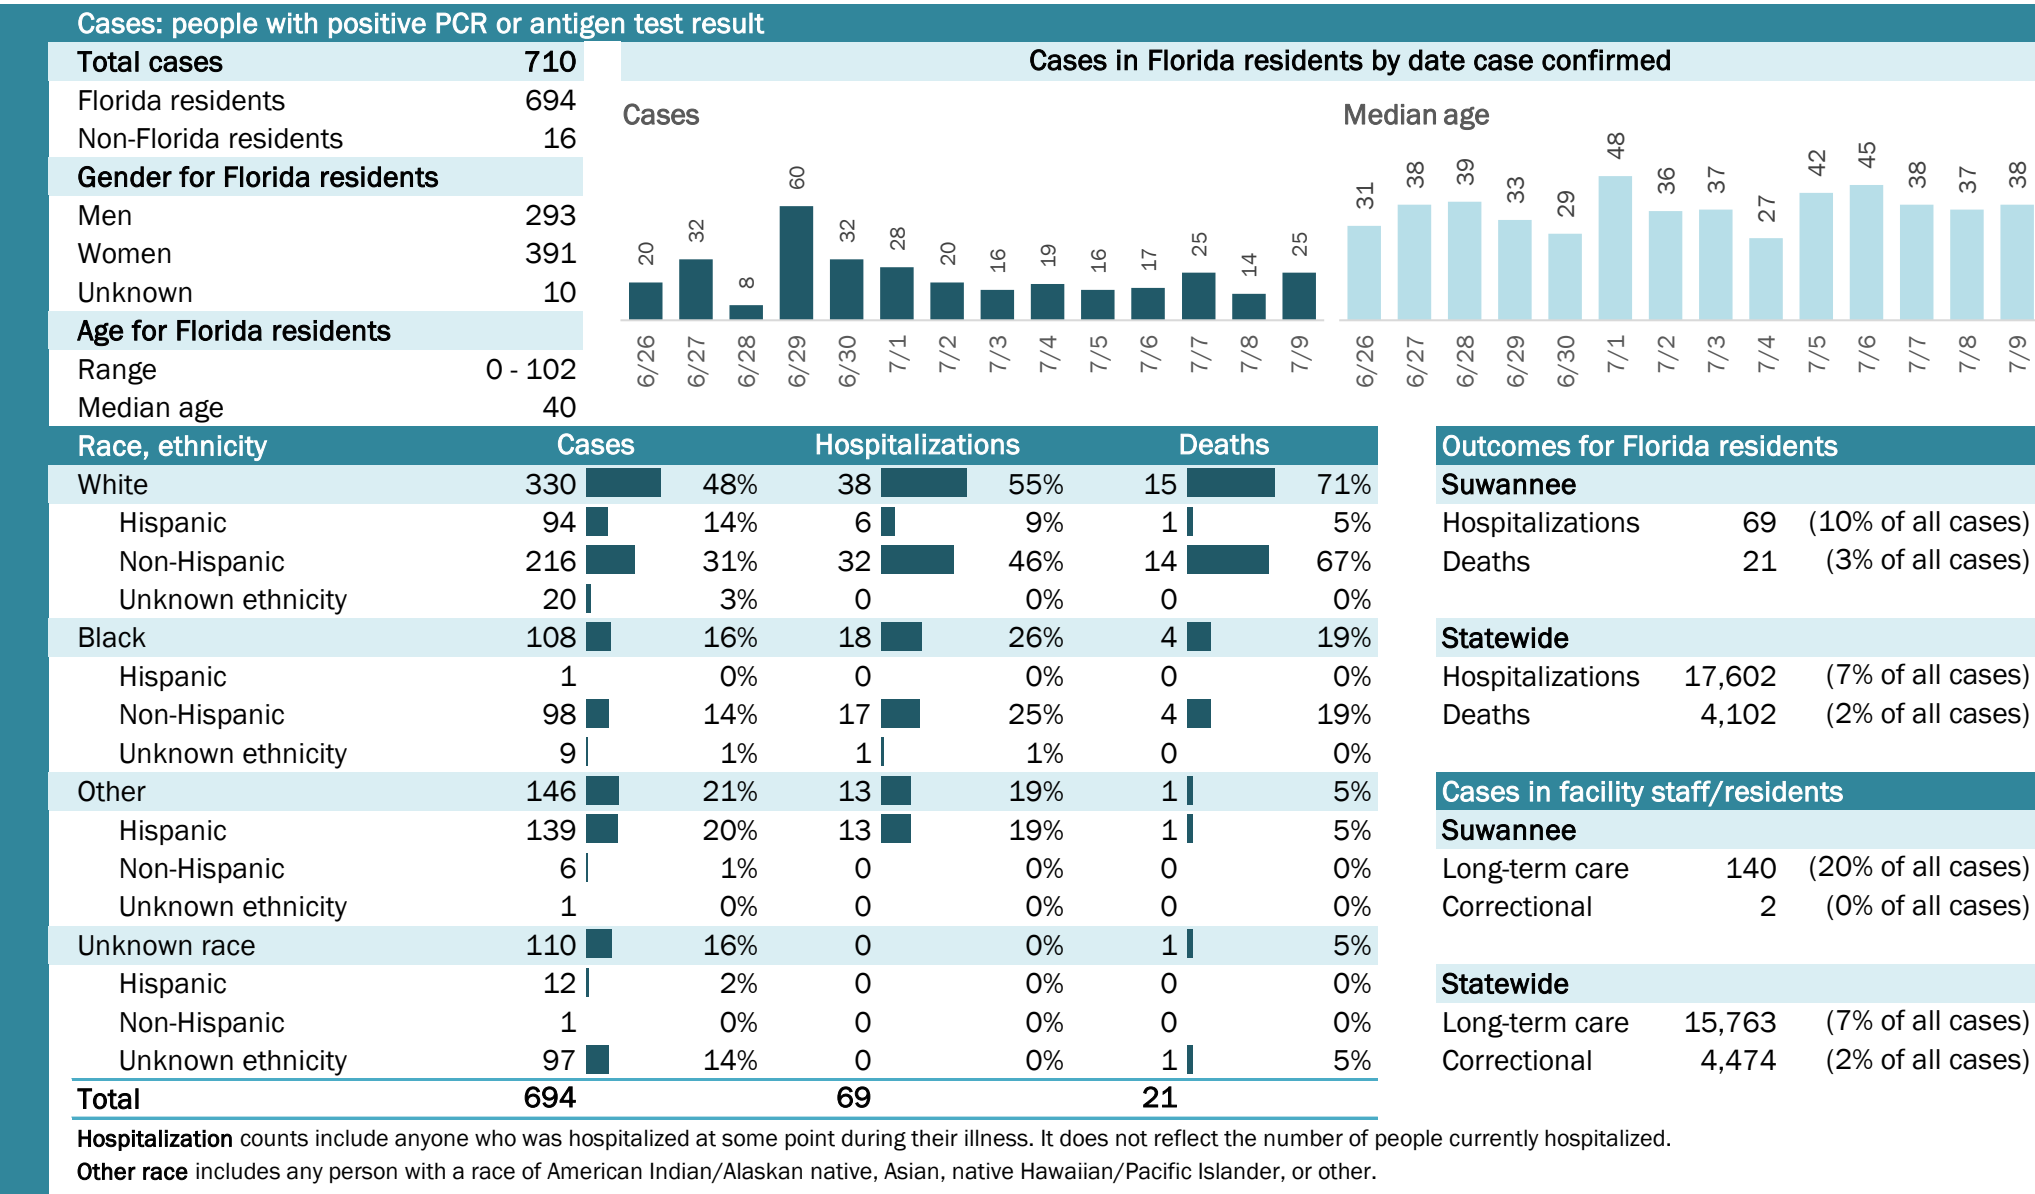 Cases: people with positive PCR or antigen test result
Total cases 710
Florida residents 694
Non-Florida residents 16
Gender for Florida residents
Men 293
Women 391
Unknown 10
Age for Florida residents
Range 0 - 102
Median age 40
Cases in Florida residents by date case confirmed
Cases
20 32 8 60 32 28 20 16 19 16 17 25 14 25
6/26 6/27 6/28 6/29 6/30 7/1 7/2 7/3 7/4 7/5 7/6 7/7 7/8 7/9
Median age
31 38 39 33 29 48 36 37 27 42 45 38 37 38
6/26 6/27 6/28 6/29 6/30 7/1 7/2 7/3 7/4 7/5 7/6 7/7 7/8 7/9
Race, ethnicity Cases Hospitalizations Deaths
White 330 48% 38 55% 15 71%
Hispanic 94 14% 6 9% 1 5%
Non-Hispanic 216 31% 32 46% 14 67%
Unknown ethnicity 20 3% 0 0% 0 0%
Black 108 16% 18 26% 4 19%
Hispanic 1 0% 0 0% 0 0%
Non-Hispanic 98 14% 17 25% 4 19%
Unknown ethnicity 9 1% 1 1% 0 0%
Other 146 21% 13 19% 1 5%
Hispanic 139 20% 13 19% 1 5%
Non-Hispanic 6 1% 0 0% 0 0%
Unknown ethnicity 1 0% 0 0% 0 0%
Unknown race 110 16% 0 0% 1 5%
Hispanic 12 2% 0 0% 0 0%
Non-Hispanic 1 0% 0 0% 0 0%
Unknown ethnicity 97 14% 0 0% 1 5%
Total 694 69 21
Outcomes for Florida residents
Suwannee
Hospitalizations 69 (10% of all cases)
Deaths 21 (3% of all cases)
Statewide
Hospitalizations 17,602 (7% of all cases)
Deaths 4,102 (2% of all cases)
Cases in facility staff/residents
Suwannee
Long-term care 140 (20% of all cases)
Correctional 2 (0% of all cases)
Statewide
Long-term care 15,763 (7% of all cases)
Correctional 4,474 (2% of all cases)
Hospitalization counts include anyone who was hospitalized at some point during their illness. It does not reflect the number of people currently hospitalized.
Other race includes any person with a race of American Indian/Alaskan native, Asian, native Hawaiian/Pacific Islander, or other.